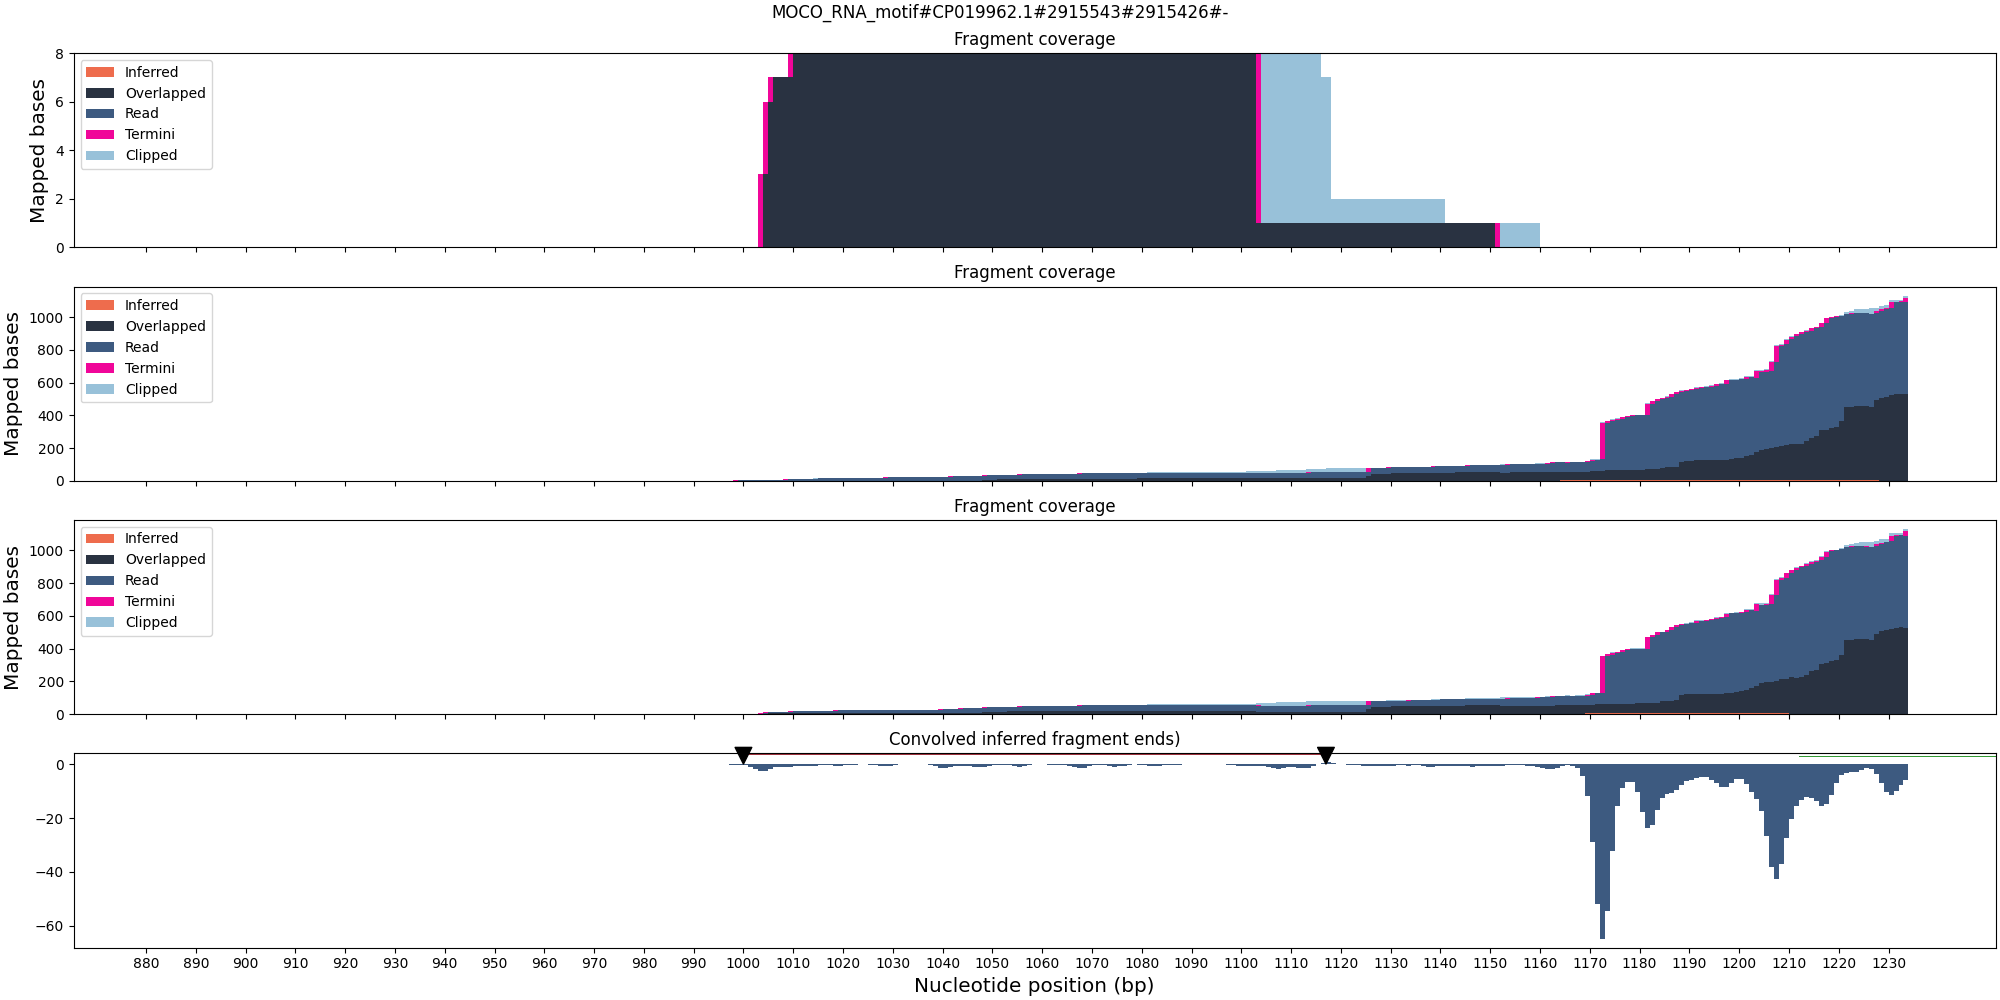 MOCO_RNA_motif#CP019962.1#2915543#2915426#-
Fragment coverage
Mapped bases
8
6
4
2
0
Inferred
Overlapped
Read
Termini
Clipped
Fragment coverage
Mapped bases
1000
800
600
400
200
0
Inferred
Overlapped
Read
Termini
Clipped
Fragment coverage
Mapped bases
1000
800
600
400
200
0
Inferred
Overlapped
Read
Termini
Clipped
Convolved inferred fragment ends)
0
−20
−40
−60
880 890 900 910 920 930 940 950 960 970 980 990 1000 1010 1020 1030 1040 1050 1060 1070 1080 1090 1100 1110 1120 1130 1140 1150 1160 1170 1180 1190 1200 1210 1220 1230
Nucleotide position (bp)